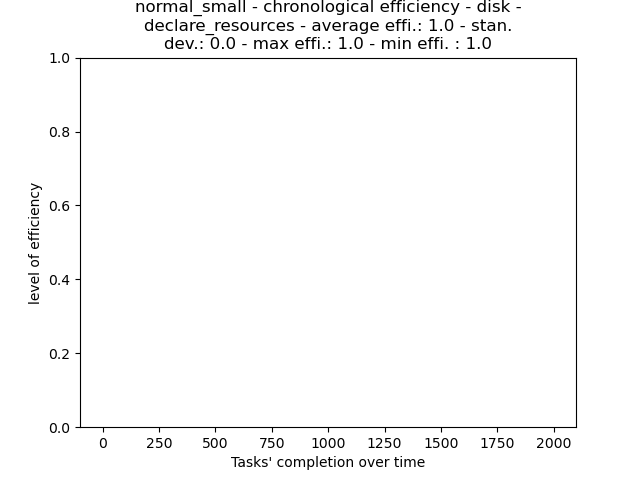 normal_small - chronological efficiency - disk -
declare_resources - average effi.: 1.0 - stan.
dev.: 0.0 - max effi.: 1.0 - min effi. : 1.0
1.0
0.8
0.6
0.4
0.2
0.0
level of efficiency
0 250 500 750 1000 1250 1500 1750 2000
Tasks' completion over time